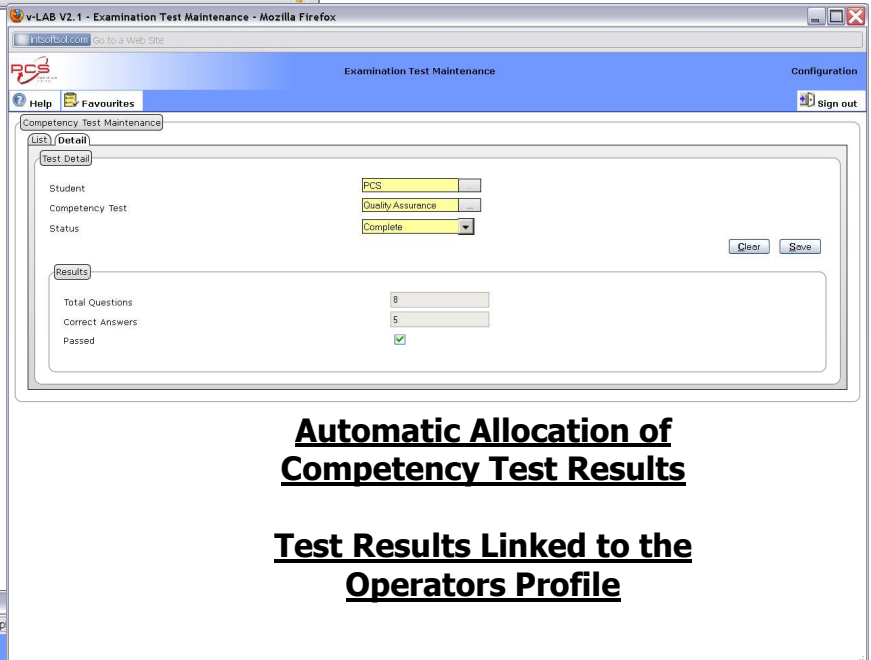 v-LAB V2.1 - Examination Test Maintenance - Mozilla Firefox
intsoftsol.com Go to a Web Site
PCS
Examination Test Maintenance
Configuration
Help Favourites
Sign out
Competency Test Maintenance
List Detail
Test Detail
Student PCS ...
Competency Test Quality Assurance ...
Status Complete
Clear Save
Results
Total Questions 8
Correct Answers 5
Passed
Automatic Allocation of
Competency Test Results
Test Results Linked to the
Operators Profile